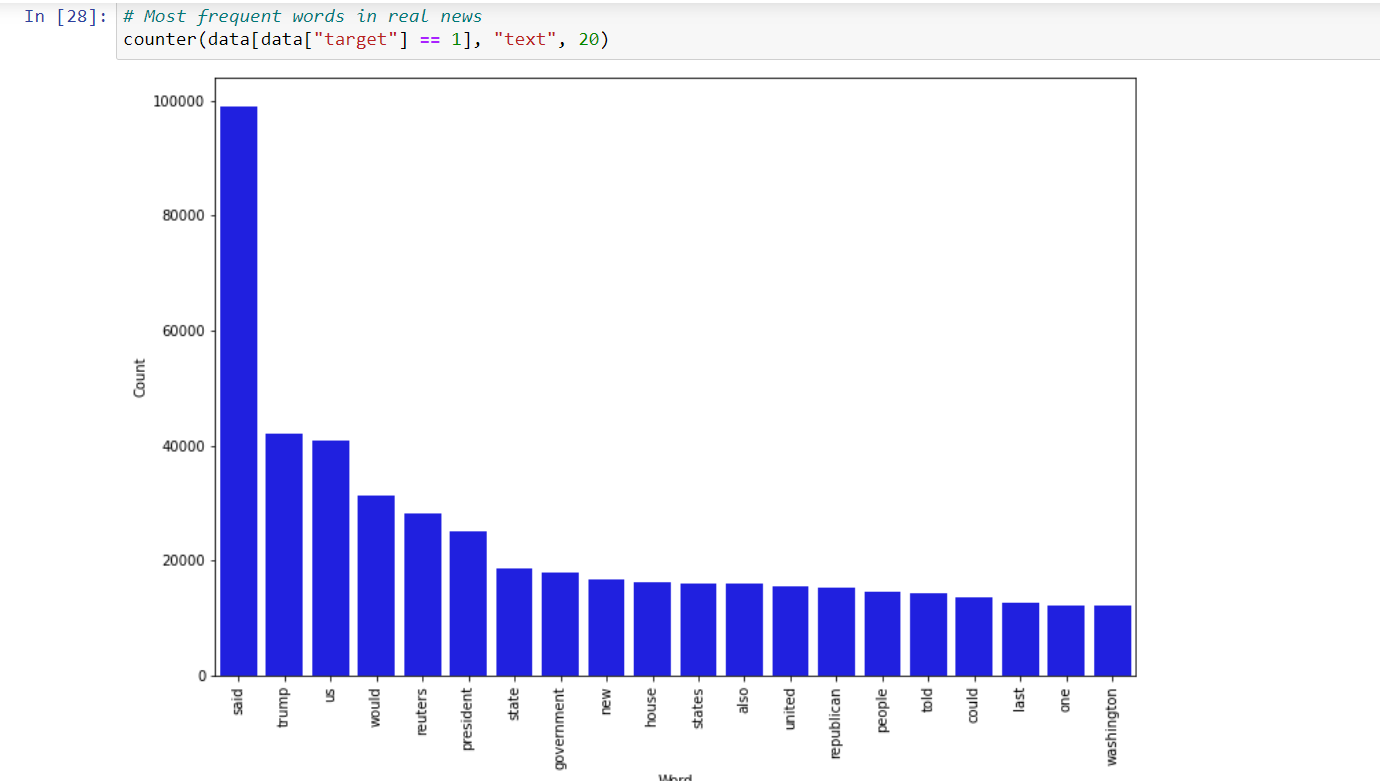 In [28]: # Most frequent words in real news
counter(data[data["target"] == 1], "text", 20)
100000
80000
60000
40000
20000
0
Count
said trump us would reuters president state government new house states also united republican people told could last one washington
Word